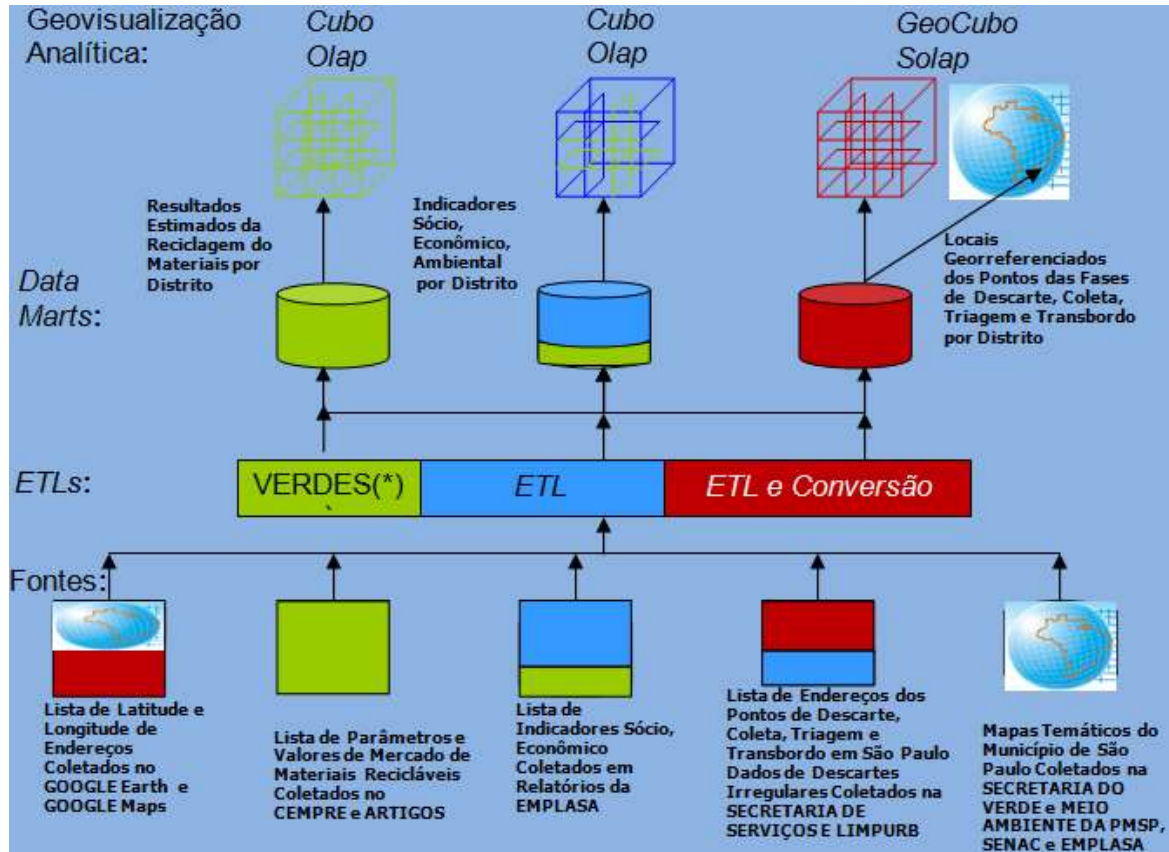 Geovisualização
Analítica:
Cubo
Olap
Cubo
Olap
GeoCubo
Solap
Resultados
Estimados da
Reciclagem do
Materiais por
Distrito
Indicadores
Sócio,
Econômico,
Ambiental
por Distrito
Locais
Georreferenciados
dos Pontos das Fases
de Descarte, Coleta,
Triagem e Transbordo
por Distrito
Data
Marts:
ETLs:
VERDES(*)
ETL
ETL e Conversão
Fontes:
Lista de Latitude e
Longitude de
Endereços
Coletados no
GOOGLE Earth e
GOOGLE Maps
Lista de Parâmetros e
Valores de Mercado de
Materiais Recicláveis
Coletados no
CEMPRE e ARTIGOS
Lista de
Indicadores Sócio,
Econômico
Coletados em
Relatórios da
EMPLASA
Lista de Endereços dos
Pontos de Descarte,
Coleta, Triagem e
Transbordo em São Paulo
Dados de Descartes
Irregulares Coletados na
SECRETARIA DE
SERVIÇOS E LIMPURB
Mapas Temáticos do
Município de São
Paulo Coletados na
SECRETARIA DO
VERDE e MEIO
AMBIENTE DA PMSP,
SENAC e EMPLASA